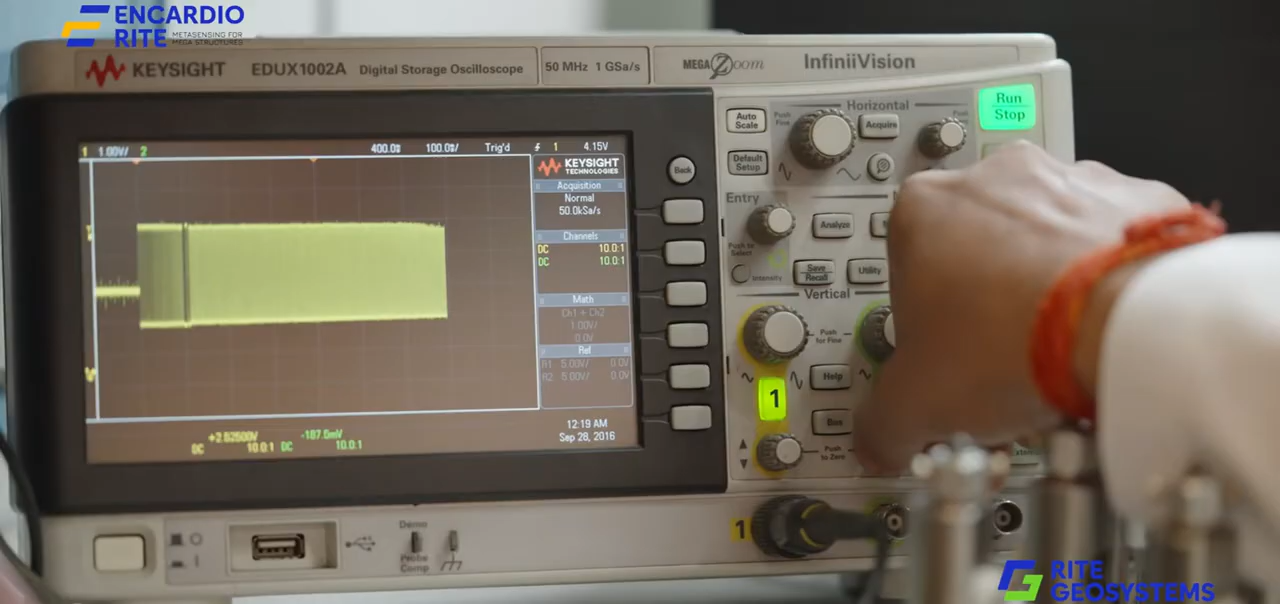 ENCARDIO
RITE METASENSING FOR
MEGA STRUCTURES
KEYSIGHT EDUX1002A Digital Storage Oscilloscope 50 MHz 1 GSa/s MEGA Zoom InfiniiVision
Run
Stop
Horizontal
Auto
Scale
Push
Fine
Acquire
Default
Setup
1 1.00V/ 2 400.0s 100.0s/ Trig'd 1 4.15V
KEYSIGHT
TECHNOLOGIES
Acquisition
Normal
50.0kSa/s
Channels
DC 10.0:1
DC 10.0:1
Math
Ch1 + Ch2
1.00V/
0.0V
Ref
R1 5.00V/ 0.0V
R2 5.00V/ 0.0V
12:19 AM
Sep 28, 2016
DC 10.0:1 DC 10.0:1
-187.5mV
Back
Entry
Push to
Select
Intensity
Analyze
Save
Recall
Utility
Vertical
Push
for Fine
1
Help
Bus
Push
to Zero
1
Demo
Probe
Comp
RITE
GEOSYSTEMS